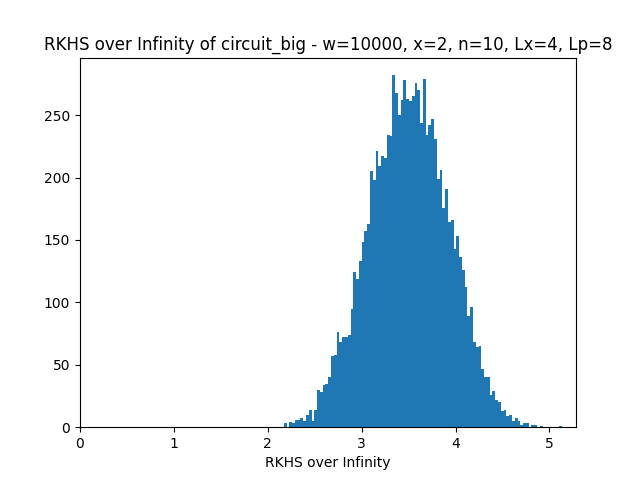 RKHS over Infinity of circuit_big - w=10000, x=2, n=10, Lx=4, Lp=8
250
200
150
100
50
0
0 1 2 3 4 5
RKHS over Infinity